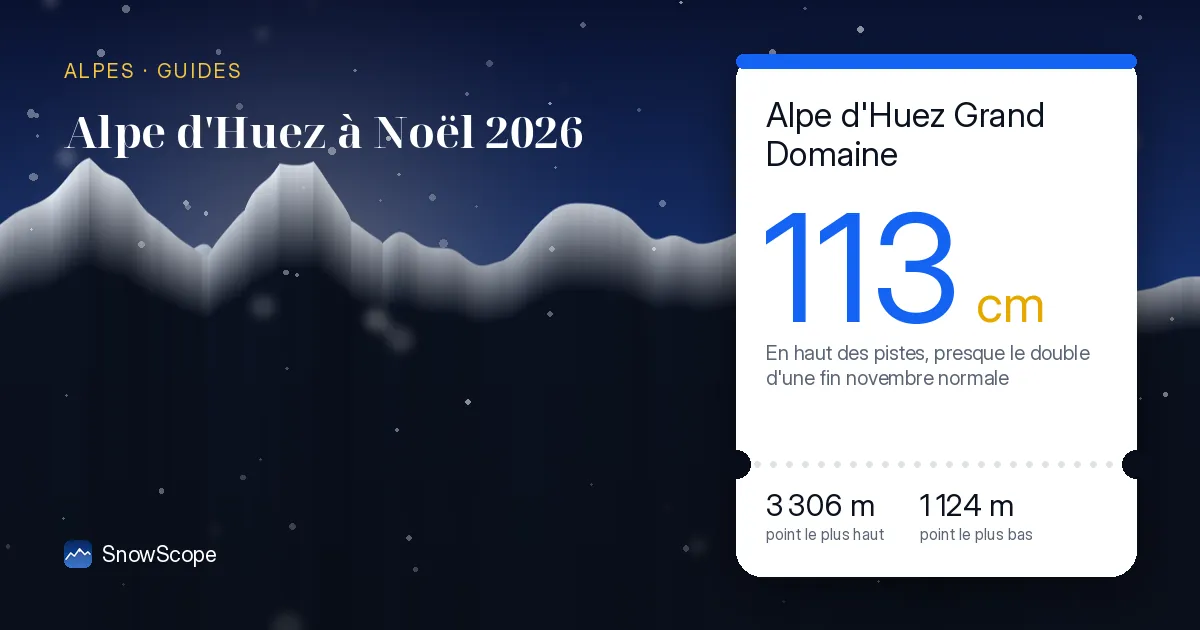 ALPES · GUIDES
Alpe d'Huez à Noël 2026
Alpe d'Huez Grand
Domaine
113 cm
En haut des pistes, presque le double
d'une fin novembre normale
3 306 m
point le plus haut
1 124 m
point le plus bas
SnowScope